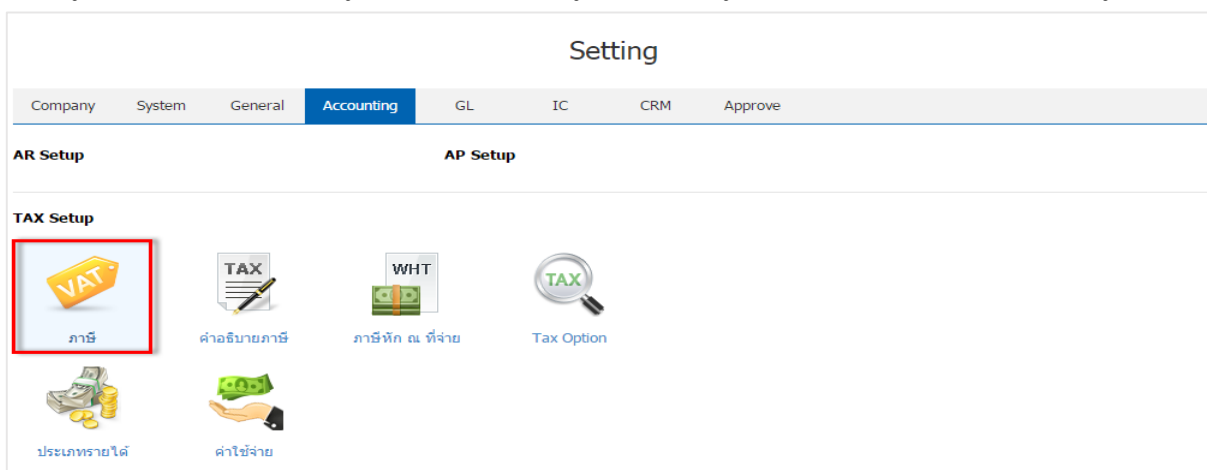 Setting
Company System General Accounting GL IC CRM Approve
AR Setup AP Setup
TAX Setup
VAT TAX WHT TAX
ภาษี คำอธิบายภาษี ภาษีหัก ณ ที่จ่าย Tax Option
ประเภทรายได้ ค่าใช้จ่าย